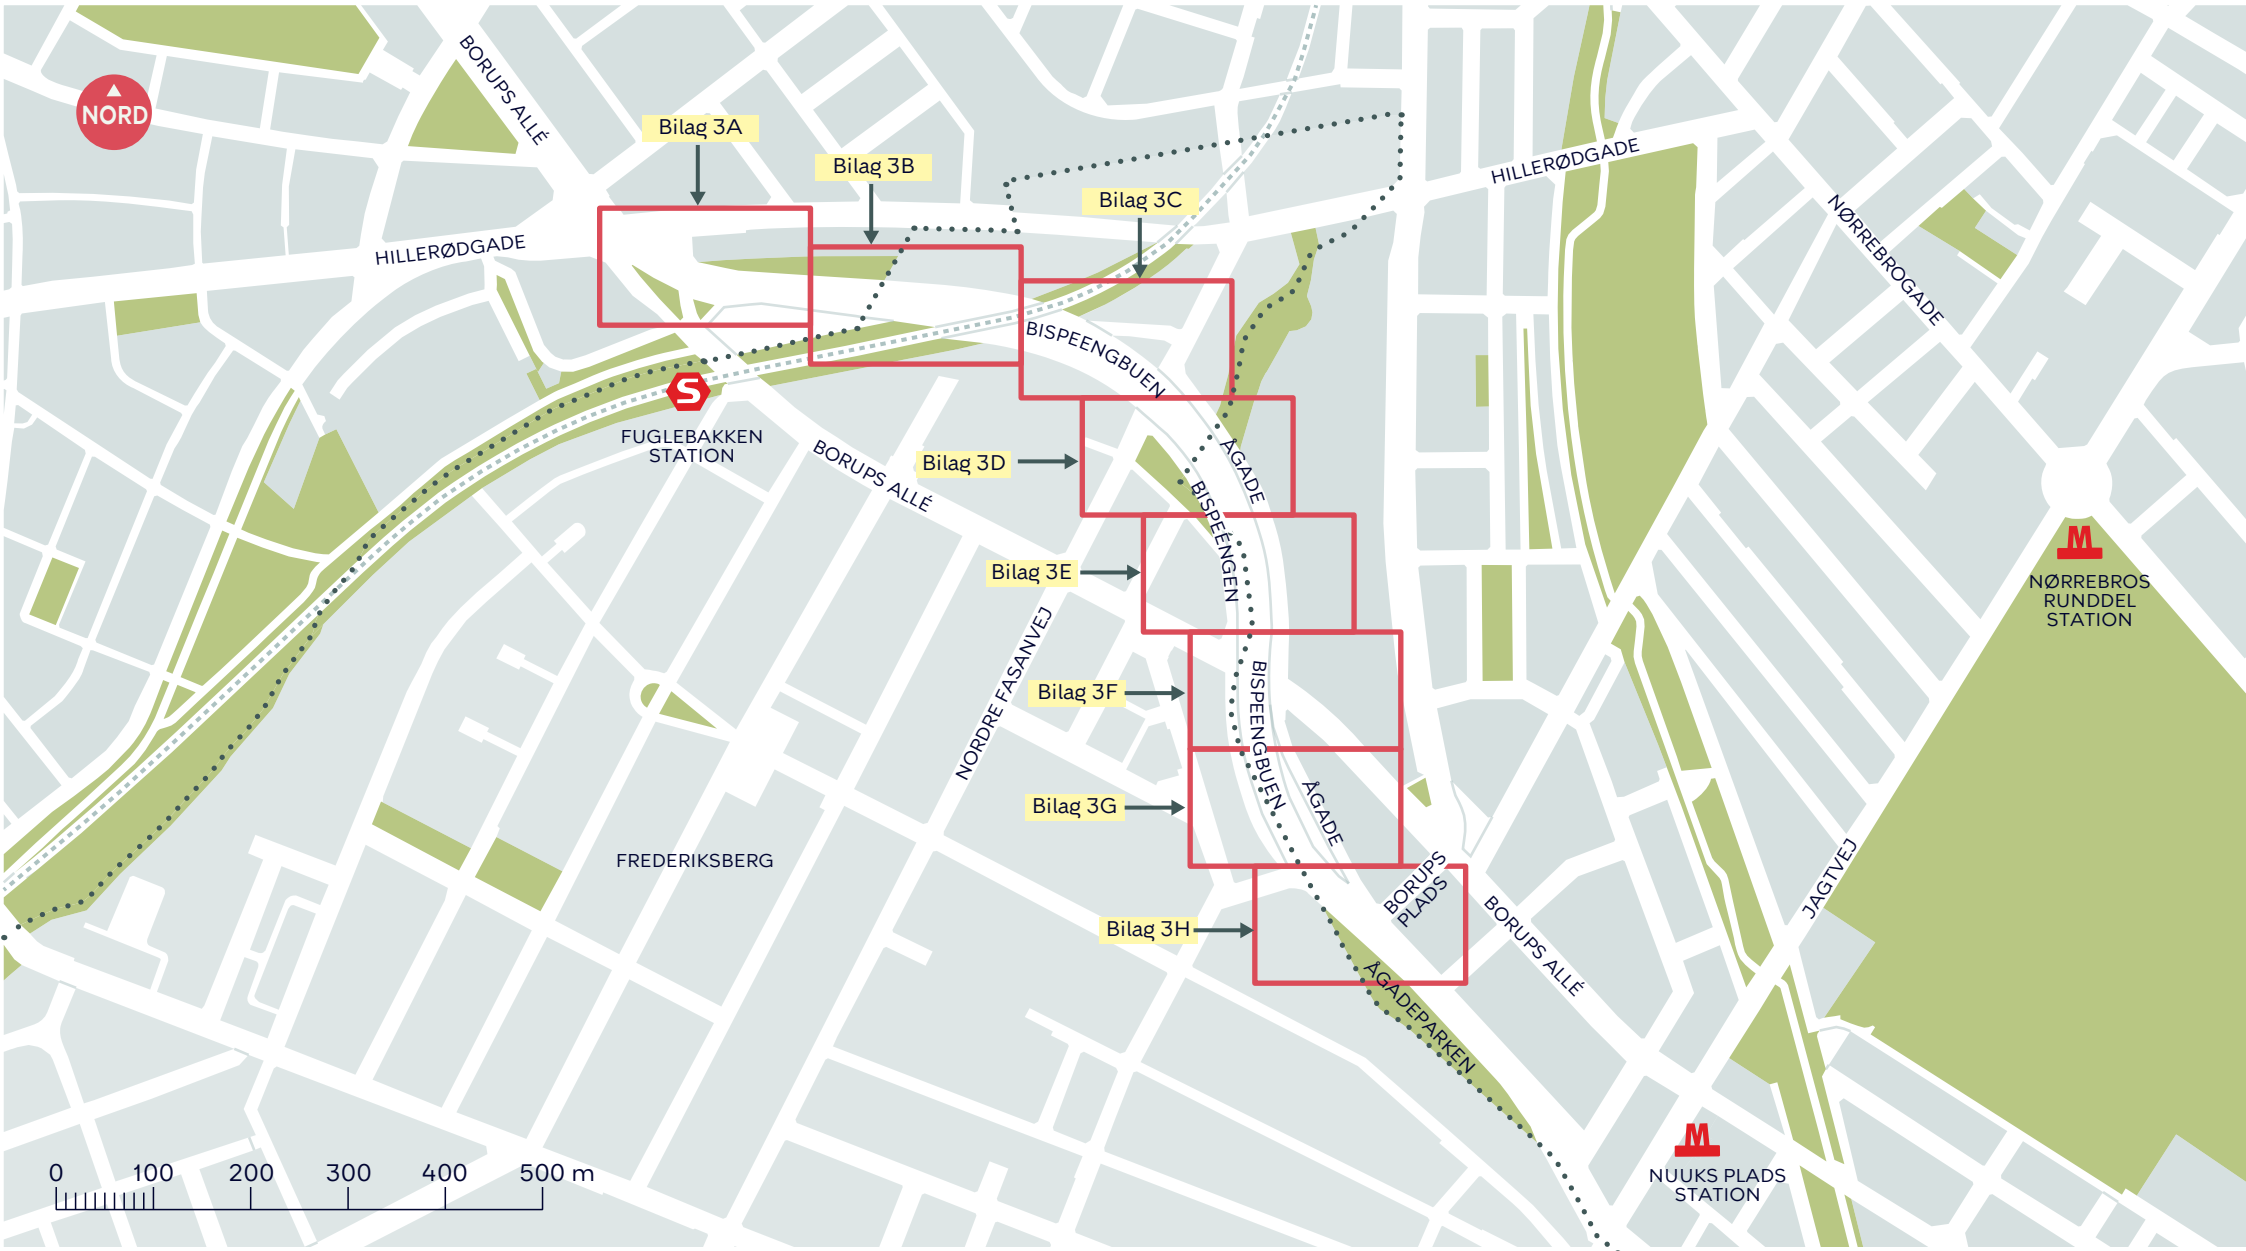 BORUPS ALLÉ
NORD
Bilag 3A
Bilag 3B
Bilag 3C
HILLERØDGADE
HILLERØDGADE
NØRREBROGADE
BISPEENGBUEN
S
FUGLEBAKKEN
STATION
BORUPS ALLÉ
Bilag 3D
ÅGADE
BISPEENGEN
M
NØRREBROS
RUNDDEL
STATION
Bilag 3E
NORDRE FASANVEJ
Bilag 3F
BISPEENGBUEN
Bilag 3G
ÅGADE
FREDERIKSBERG
BORUPS
PLADS
JAGTVEJ
Bilag 3H
BORUPS ALLÉ
ÅGADEPARKEN
M
NUUKS PLADS
STATION
0 100 200 300 400 500 m